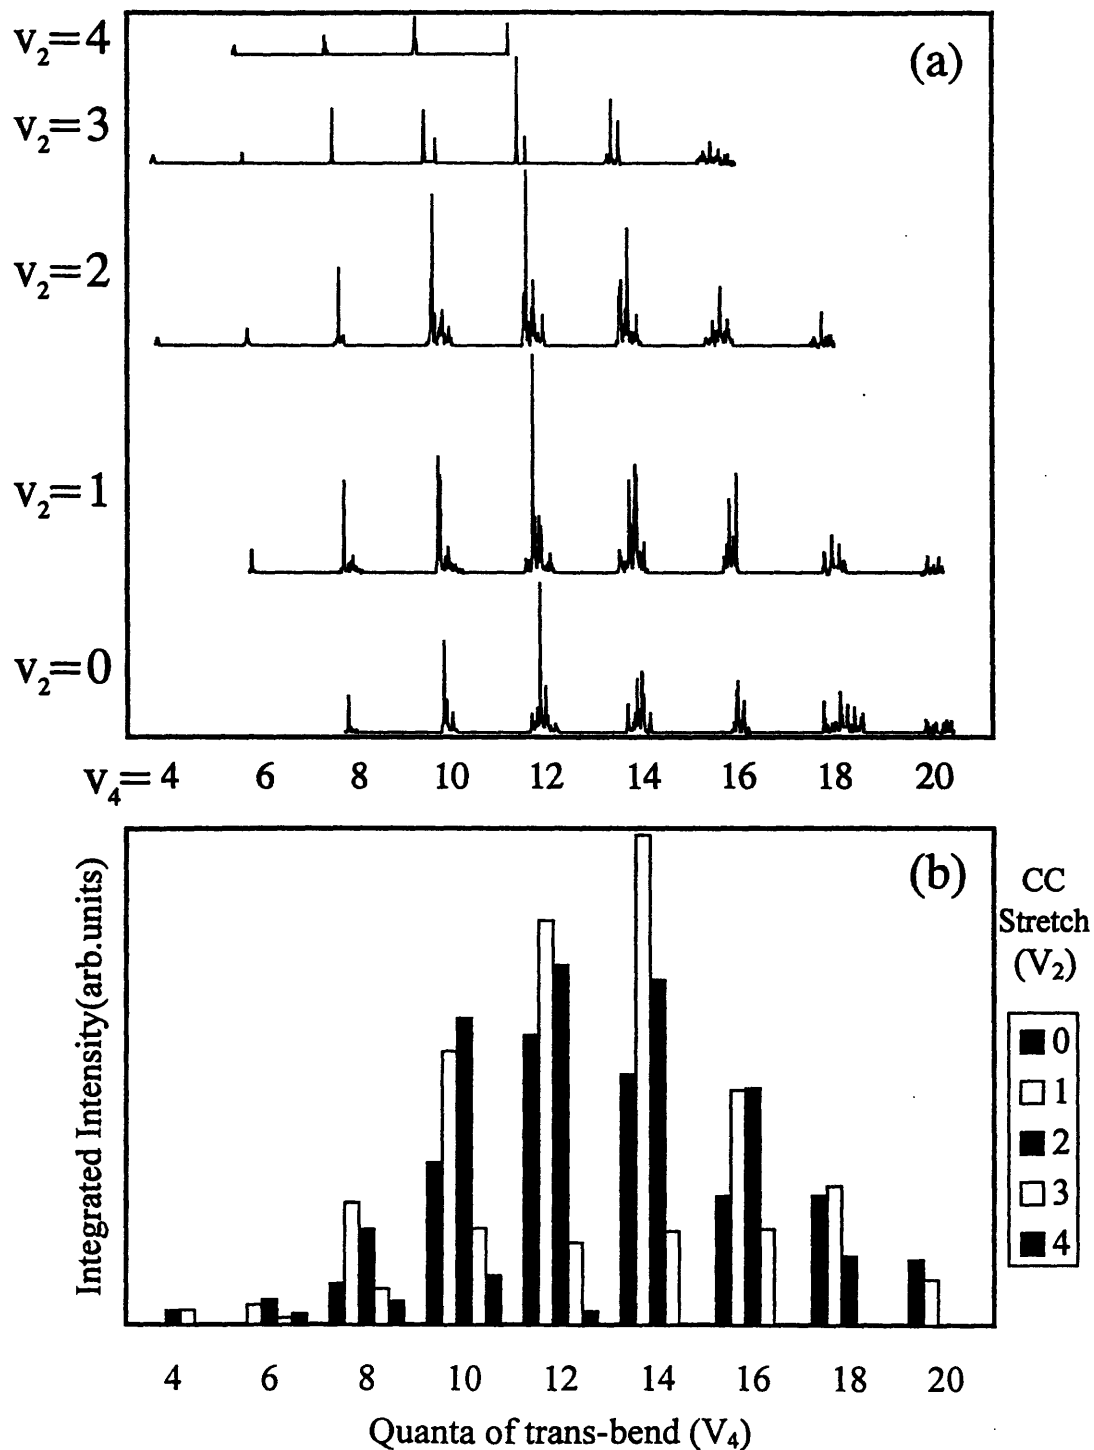 (a)
V₂=4
V₂=3
V₂=2
V₂=1
V₂=0
V₄= 4 6 8 10 12 14 16 18 20
(b)
Integrated Intensity(arb.units)
CC
Stretch
(V₂)
0
1
2
3
4
4 6 8 10 12 14 16 18 20
Quanta of trans-bend (V₄)